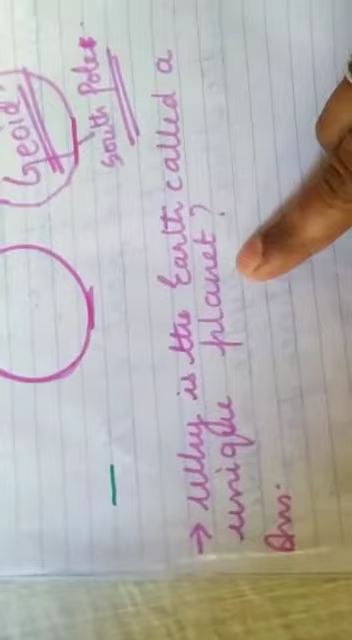 Geoid
South Pole
→ Why is the Earth called a
unique planet?
Ans.